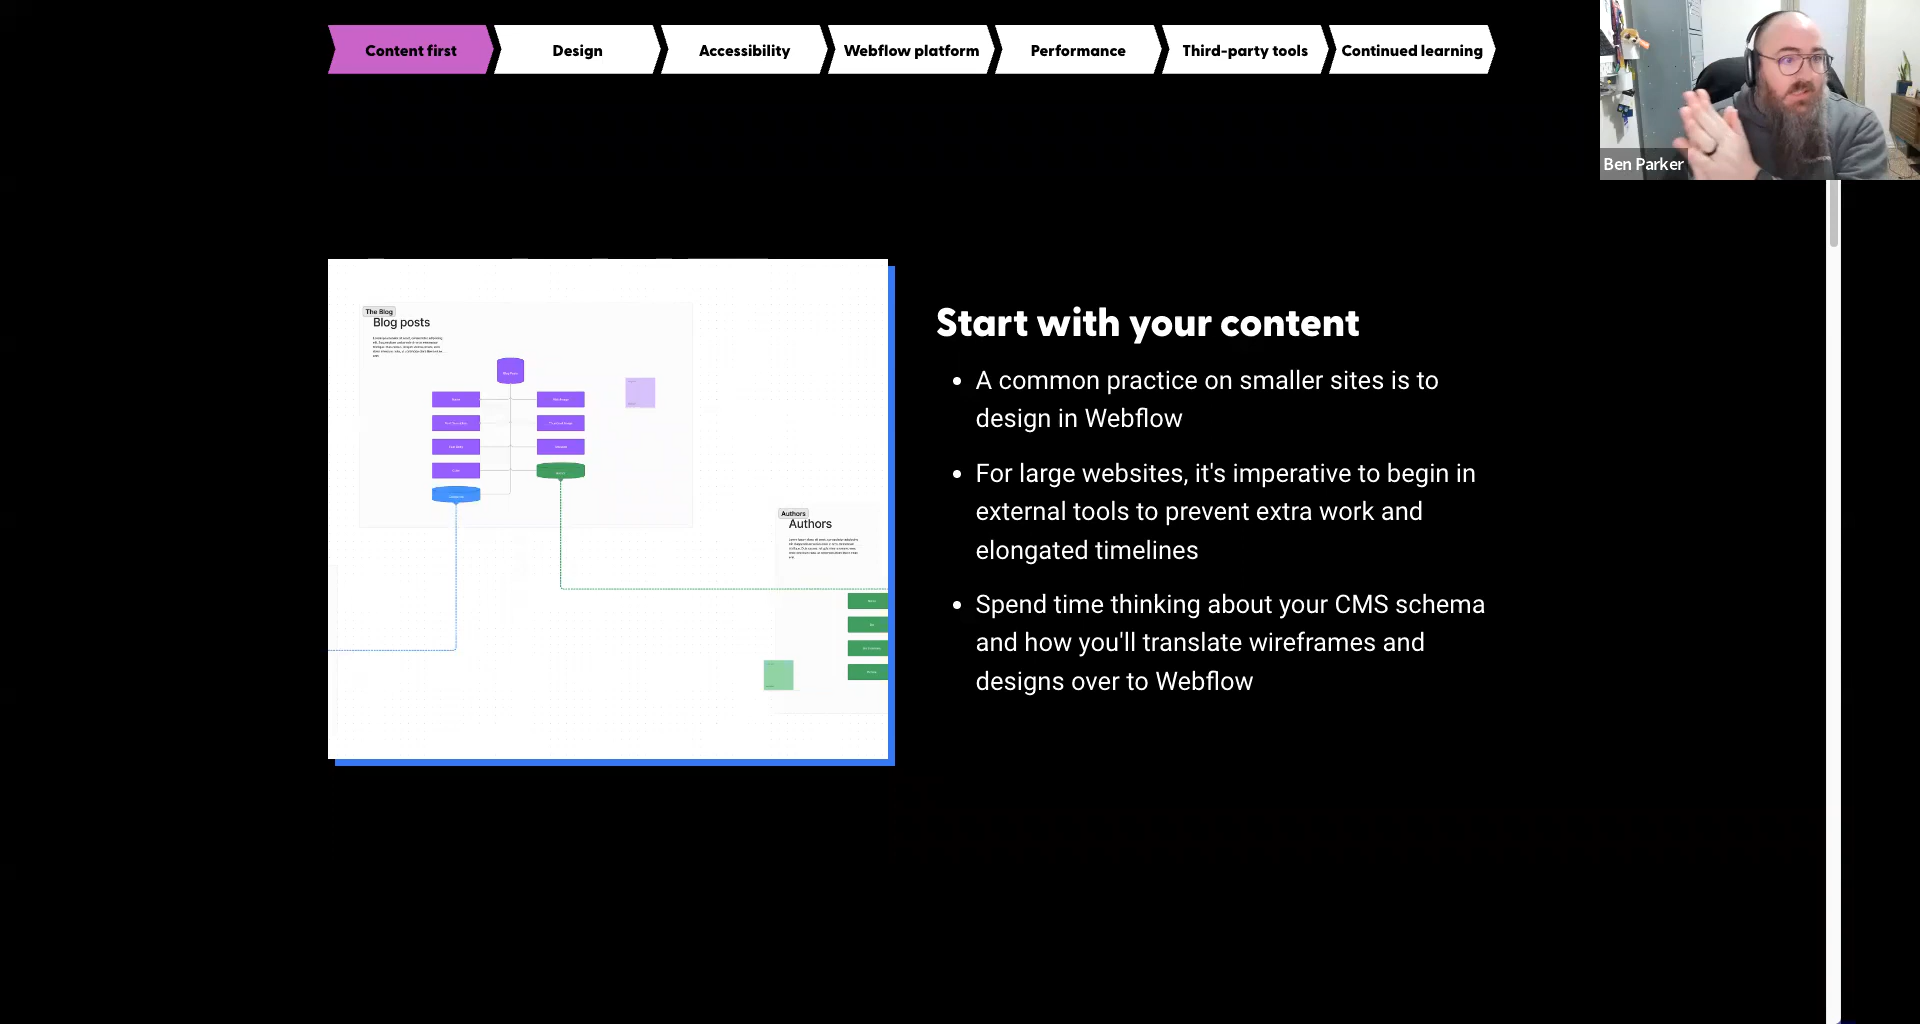 Content first
Design
Accessibility
Webflow platform
Performance
Third-party tools
Continued learning
Ben Parker
The Blog
Blog posts
Authors
Authors
Start with your content
A common practice on smaller sites is to
design in Webflow
For large websites, it's imperative to begin in
external tools to prevent extra work and
elongated timelines
Spend time thinking about your CMS schema
and how you'll translate wireframes and
designs over to Webflow